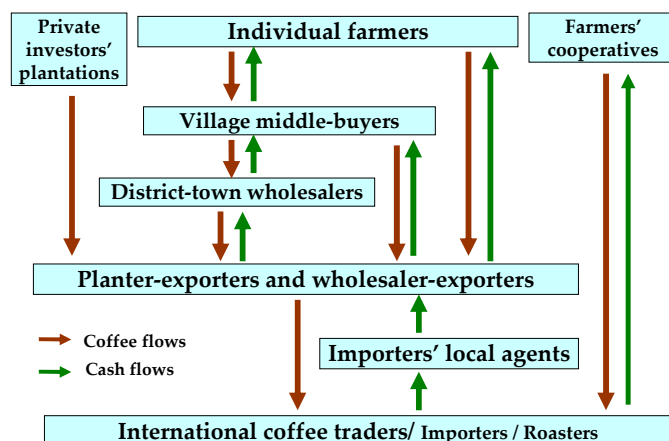 Private
investors’
plantations
Individual farmers
Farmers’
cooperatives
Village middle-buyers
District-town wholesalers
Planter-exporters and wholesaler-exporters
Coffee flows
Cash flows
Importers’ local agents
International coffee traders/ Importers / Roasters